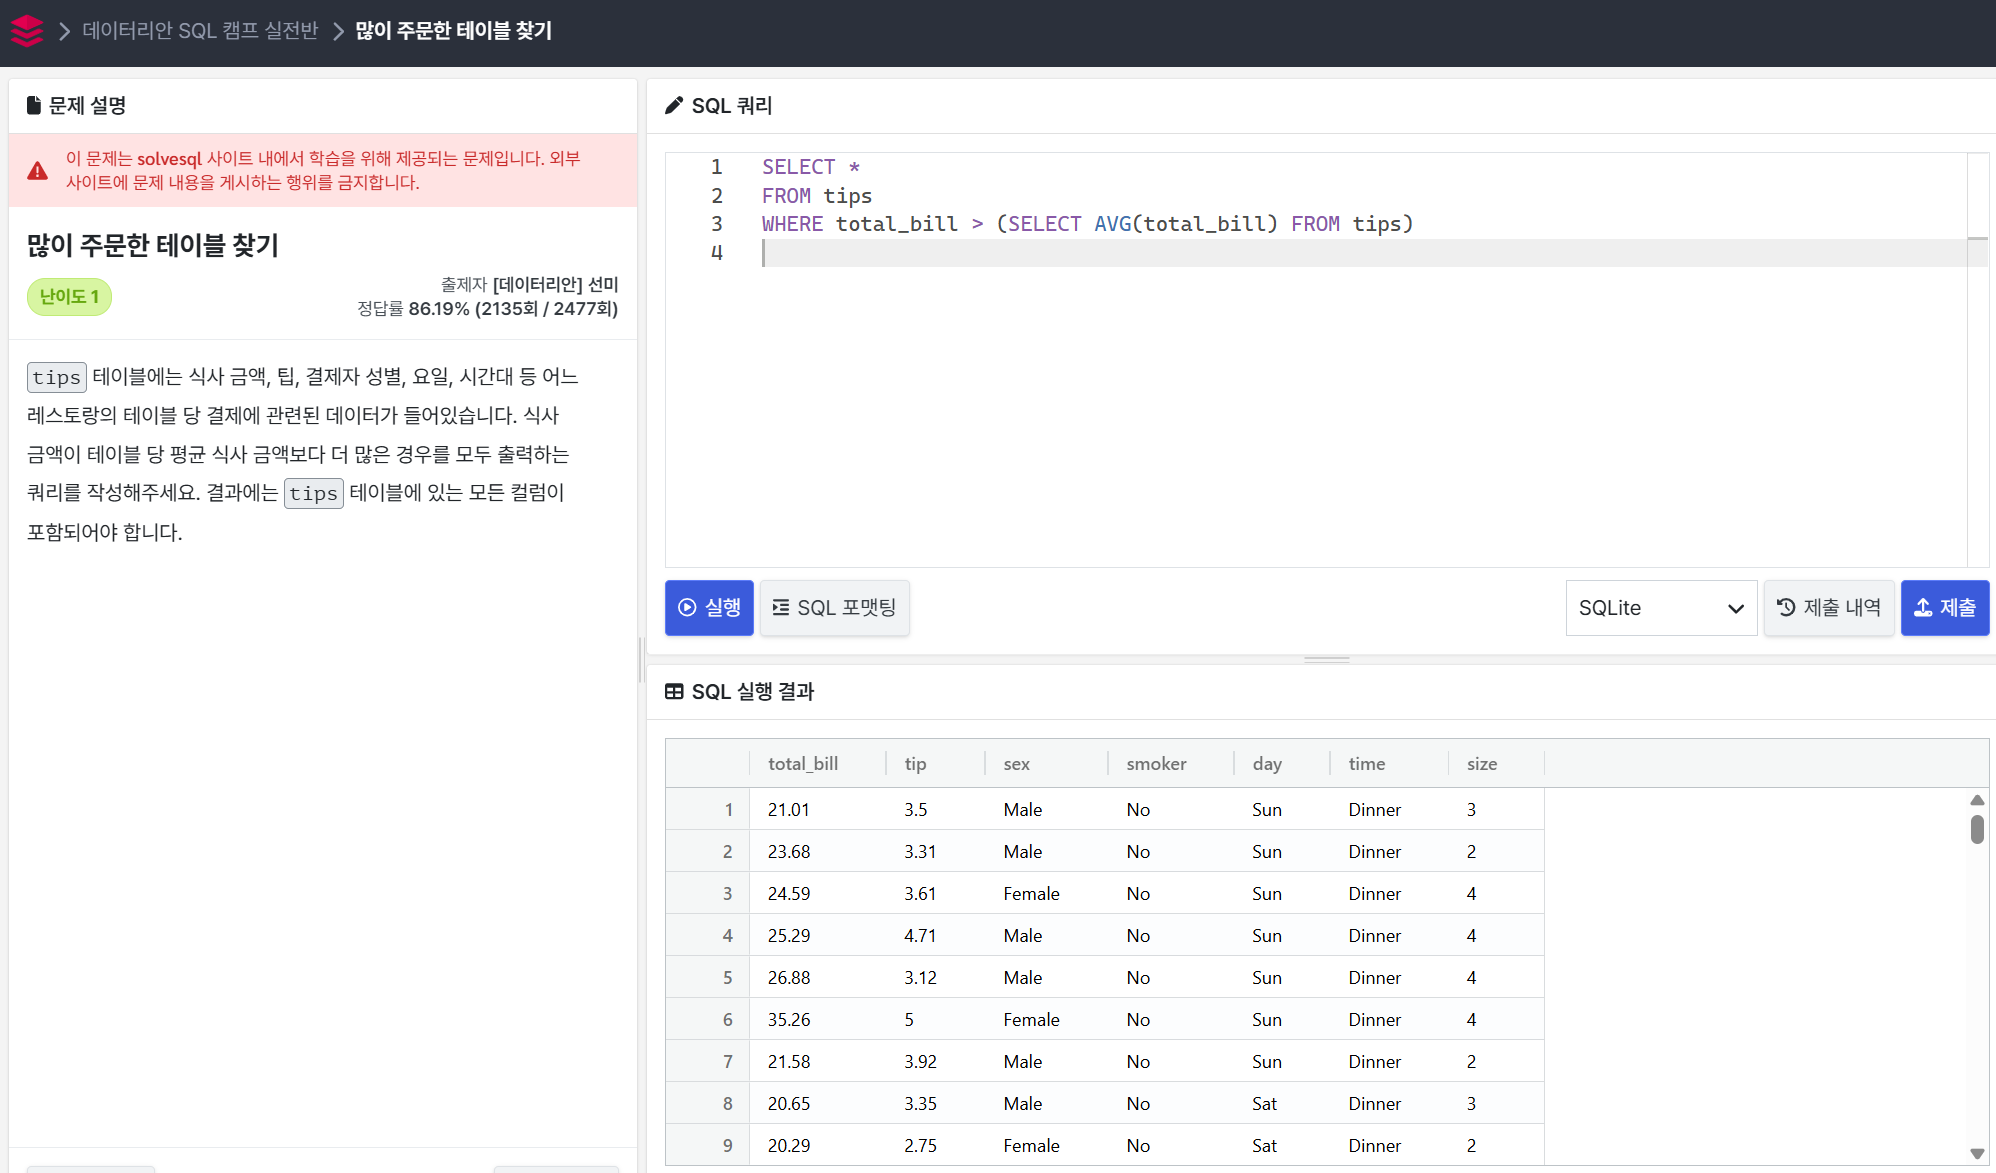 데이터리안 SQL 캠프 실전반 많이 주문한 테이블 찾기
문제 설명
이 문제는 solvesql 사이트 내에서 학습을 위해 제공되는 문제입니다. 외부
사이트에 문제 내용을 게시하는 행위를 금지합니다.
많이 주문한 테이블 찾기
난이도 1
출제자 [데이터리안] 선미
정답률 86.19% (2135회 / 2477회)
tips 테이블에는 식사 금액, 팁, 결제자 성별, 요일, 시간대 등 어느
레스토랑의 테이블 당 결제에 관련된 데이터가 들어있습니다. 식사
금액이 테이블 당 평균 식사 금액보다 더 많은 경우를 모두 출력하는
쿼리를 작성해주세요. 결과에는 tips 테이블에 있는 모든 컬럼이
포함되어야 합니다.
SQL 쿼리
1 SELECT *
2 FROM tips
3 WHERE total_bill > (SELECT AVG(total_bill) FROM tips)
4
실행 SQL 포맷팅 SQLite 제출 내역 제출
SQL 실행 결과
total_bill tip sex smoker day time size
1 21.01 3.5 Male No Sun Dinner 3
2 23.68 3.31 Male No Sun Dinner 2
3 24.59 3.61 Female No Sun Dinner 4
4 25.29 4.71 Male No Sun Dinner 4
5 26.88 3.12 Male No Sun Dinner 4
6 35.26 5 Female No Sun Dinner 4
7 21.58 3.92 Male No Sun Dinner 2
8 20.65 3.35 Male No Sat Dinner 3
9 20.29 2.75 Female No Sat Dinner 2